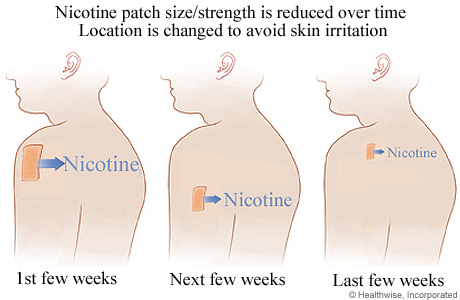 Nicotine patch size/strength is reduced over time
Location is changed to avoid skin irritation
Nicotine
Nicotine
Nicotine
1st few weeks
Next few weeks
Last few weeks
© Healthwise, Incorporated